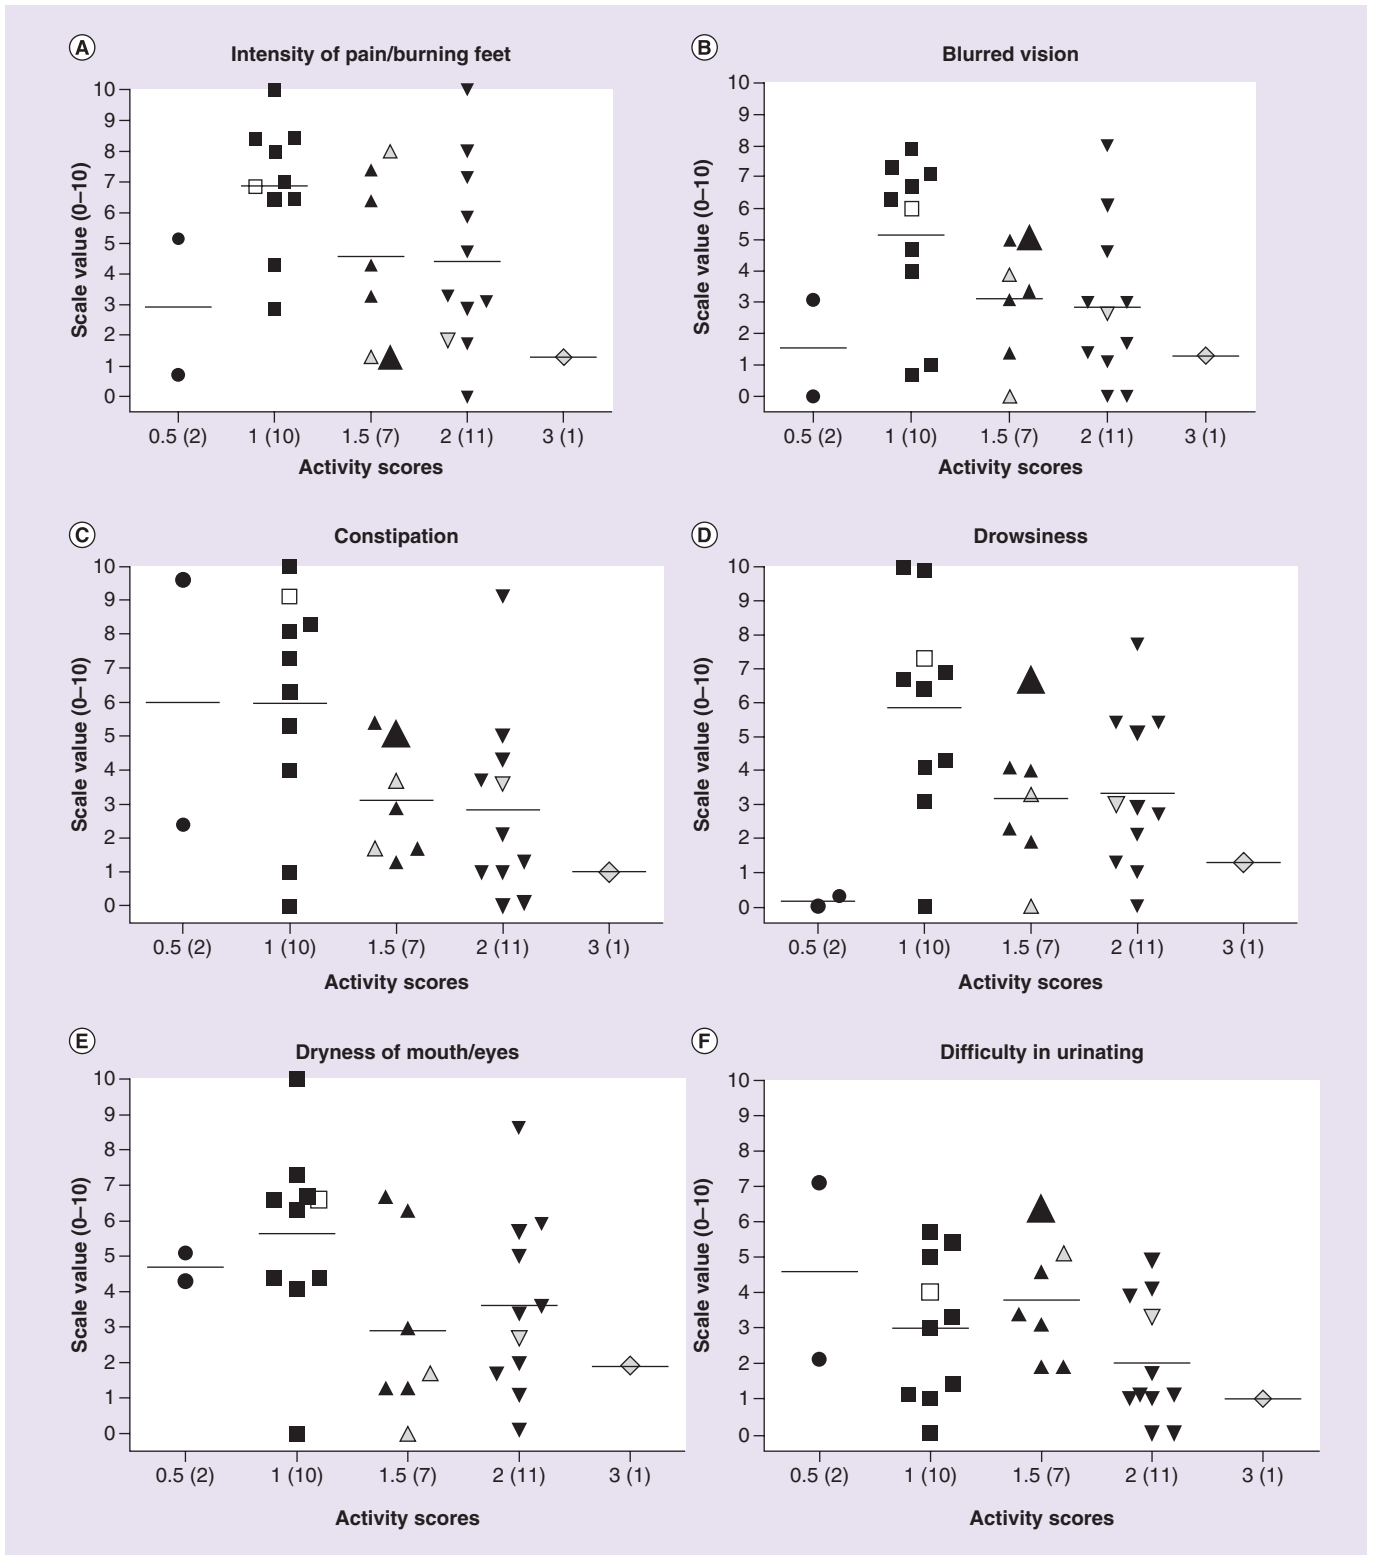 A
Intensity of pain/burning feet
10
9
8
7
6
5
4
3
2
1
0
Scale value (0–10)
0.5 (2) 1 (10) 1.5 (7) 2 (11) 3 (1)
Activity scores
B
Blurred vision
10
9
8
7
6
5
4
3
2
1
0
Scale value (0–10)
0.5 (2) 1 (10) 1.5 (7) 2 (11) 3 (1)
Activity scores
C
Constipation
10
9
8
7
6
5
4
3
2
1
0
Scale value (0–10)
0.5 (2) 1 (10) 1.5 (7) 2 (11) 3 (1)
Activity scores
D
Drowsiness
10
9
8
7
6
5
4
3
2
1
0
Scale value (0–10)
0.5 (2) 1 (10) 1.5 (7) 2 (11) 3 (1)
Activity scores
E
Dryness of mouth/eyes
10
9
8
7
6
5
4
3
2
1
0
Scale value (0–10)
0.5 (2) 1 (10) 1.5 (7) 2 (11) 3 (1)
Activity scores
F
Difficulty in urinating
10
9
8
7
6
5
4
3
2
1
0
Scale value (0–10)
0.5 (2) 1 (10) 1.5 (7) 2 (11) 3 (1)
Activity scores